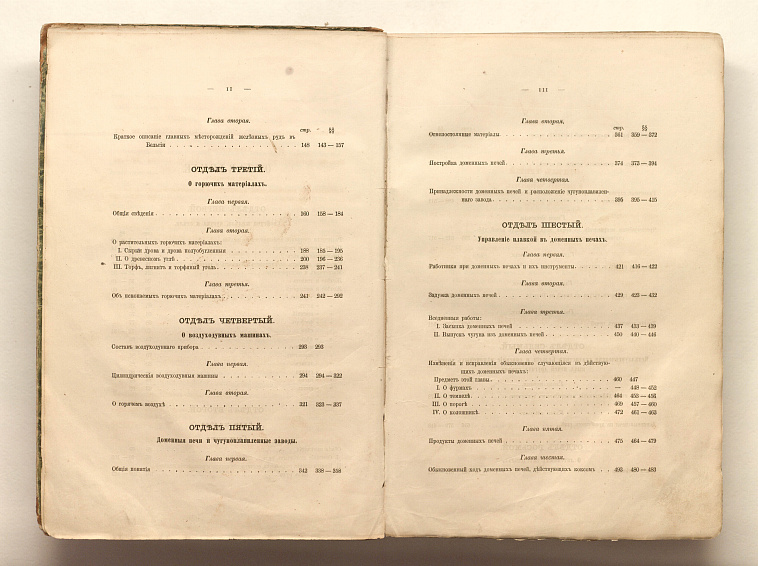 — II —
Глава вторая.
стр. §§
Краткое описаніе главныхъ мѣсторожденій желѣзныхъ рудъ въ
Бельгіи . . . . . . . . . . . . . . . 148 143 — 157
ОТДѢЛЪ ТРЕТІЙ.
О горючихъ матеріалахъ.
Глава первая.
Общія свѣденія . . . . . . . . . . . . . . . 160 158 — 184
Глава вторая.
О растительныхъ горючихъ матеріалахъ:
I. Сырыя дрова и дрова полуобугленныя . . . . . . . 188 185 — 195
II. О древесномъ углѣ . . . . . . . . . . . . 200 196 — 236
III. Торфъ, лигнитъ и торфяный уголь . . . . . . . . 238 237 — 241
Глава третья.
Объ ископаемыхъ горючихъ матеріалахъ . . . . . . . . 243 242 — 292
ОТДѢЛЪ ЧЕТВЕРТЫЙ.
О воздуходувныхъ машинахъ.
Составъ воздуходувнаго прибора . . . . . . . . . . 293 293
Глава первая.
Цилиндрическія воздуходувныя машины . . . . . . . . 294 294 — 322
Глава вторая.
О горячемъ воздухѣ . . . . . . . . . . . . . 321 323 — 337
ОТДѢЛЪ ПЯТЫЙ.
Доменныя печи и чугуноплавиленные заводы.
Глава первая.
Общія понятія . . . . . . . . . . . . . . . 342 338 — 358
— III —
Глава вторая.
стр. §§
Огнепостоянные матеріалы . . . . . . . . . . . . 361 359 — 372
Глава третья.
Постройка доменныхъ печей . . . . . . . . . . . . 374 373 — 394
Глава четвертая.
Принадлежности доменныхъ печей и расположеніе чугуноплавилен-
наго завода . . . . . . . . . . . . . . . 396 395 — 415
ОТДѢЛЪ ШЕСТЫЙ.
Управленіе плавкой въ доменныхъ печахъ.
Глава первая.
Работники при доменныхъ печахъ и ихъ инструменты . . . . 421 416 — 422
Глава вторая.
Задувка доменныхъ печей . . . . . . . . . . . . 429 423 — 432
Глава третья.
Вседневныя работы:
I. Засыпка доменныхъ печей . . . . . . . . . . 437 433 — 439
II. Выпускъ чугуна изъ доменныхъ печей . . . . . . . 450 440 — 446
Глава четвертая.
Измѣненія и исправленія обыкновенно случающіяся въ дѣйствую-
щихъ доменныхъ печахъ:
Предметъ этой главы . . . . . . . . . . . . 460 447
I. О фурмахъ . . . . . . . . . . . . . . . — 448 — 452
II. О темпелѣ . . . . . . . . . . . . . . . 464 453 — 456
III. О порогѣ . . . . . . . . . . . . . . . 469 457 — 460
IV. О колошникѣ . . . . . . . . . . . . . . 472 461 — 463
Глава пятая.
Продукты доменныхъ печей . . . . . . . . . . . . 475 464 — 479
Глава шестая.
Обыкновенный ходъ доменныхъ печей, дѣйствующихъ коксомъ . . 493 480 — 483